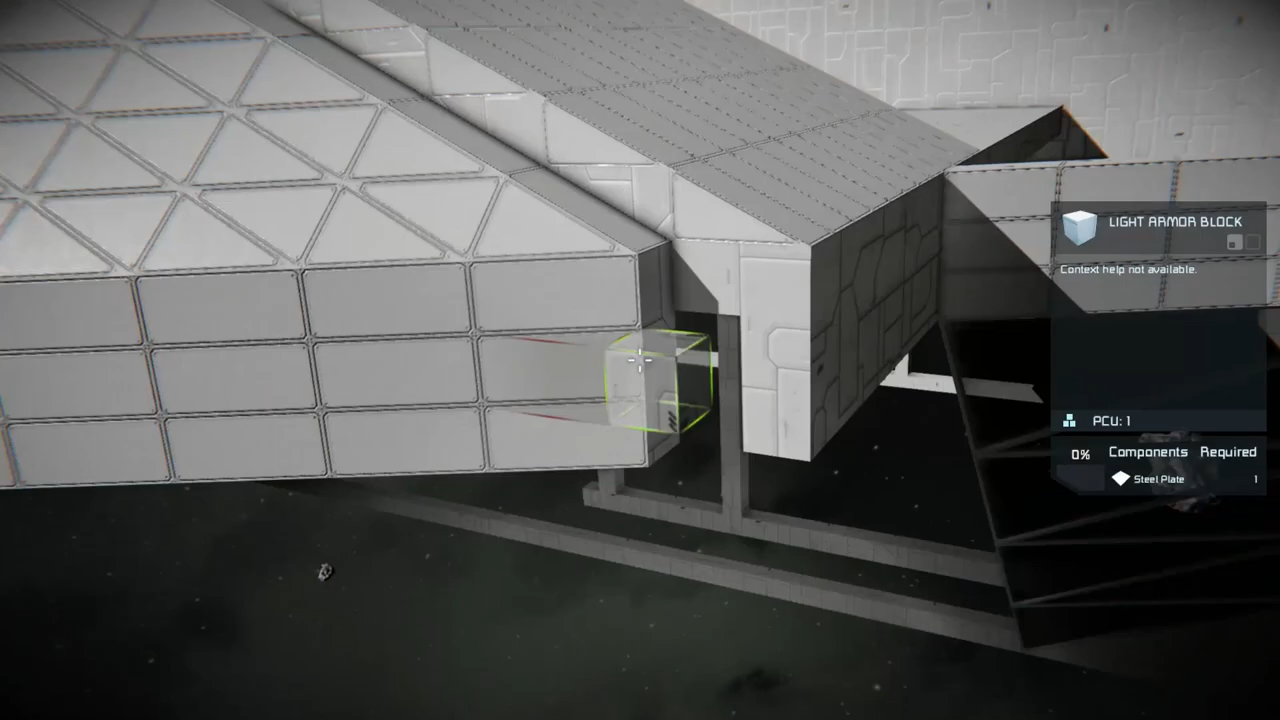 LIGHT ARMOR BLOCK
Context help not available.
PCU: 1
0% Components Required
Steel Plate 1